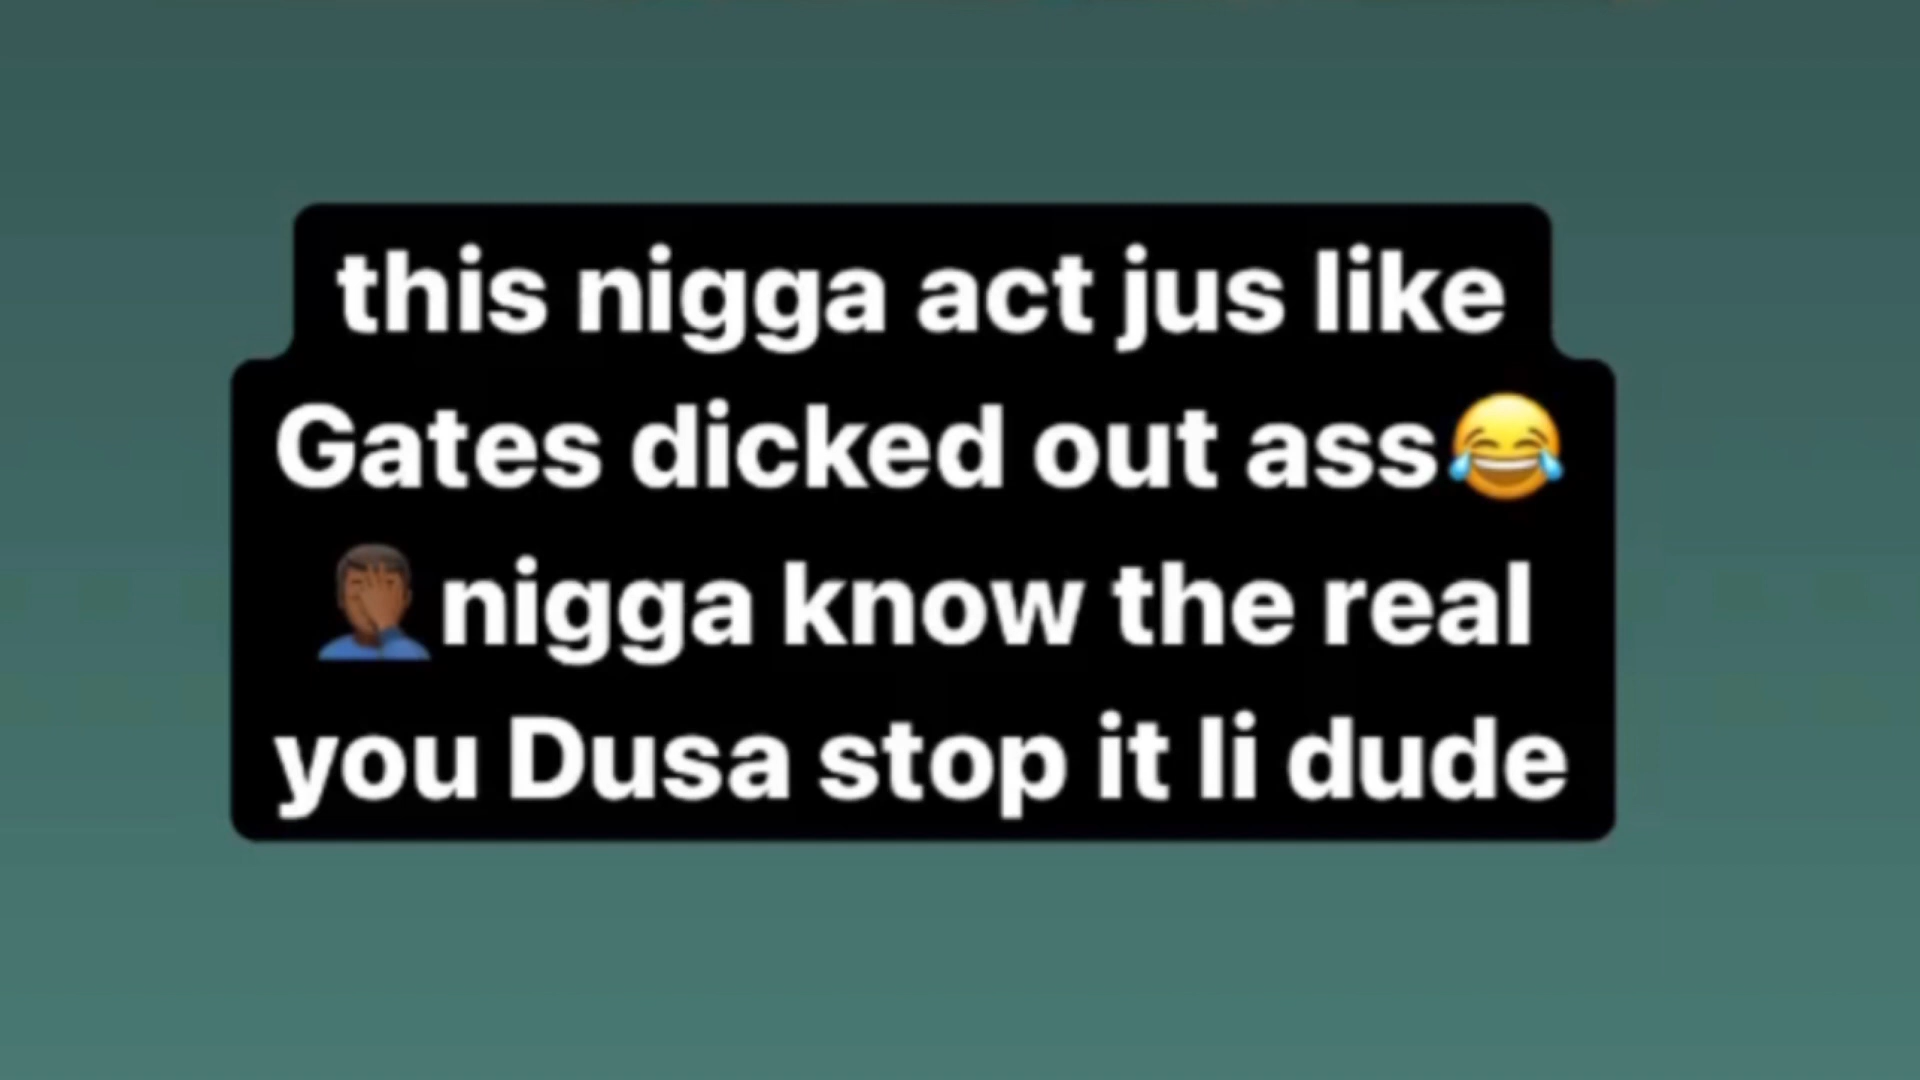 this nigga act jus like
Gates dicked out ass😂
🤦🏾‍♂️nigga know the real
you Dusa stop it li dude